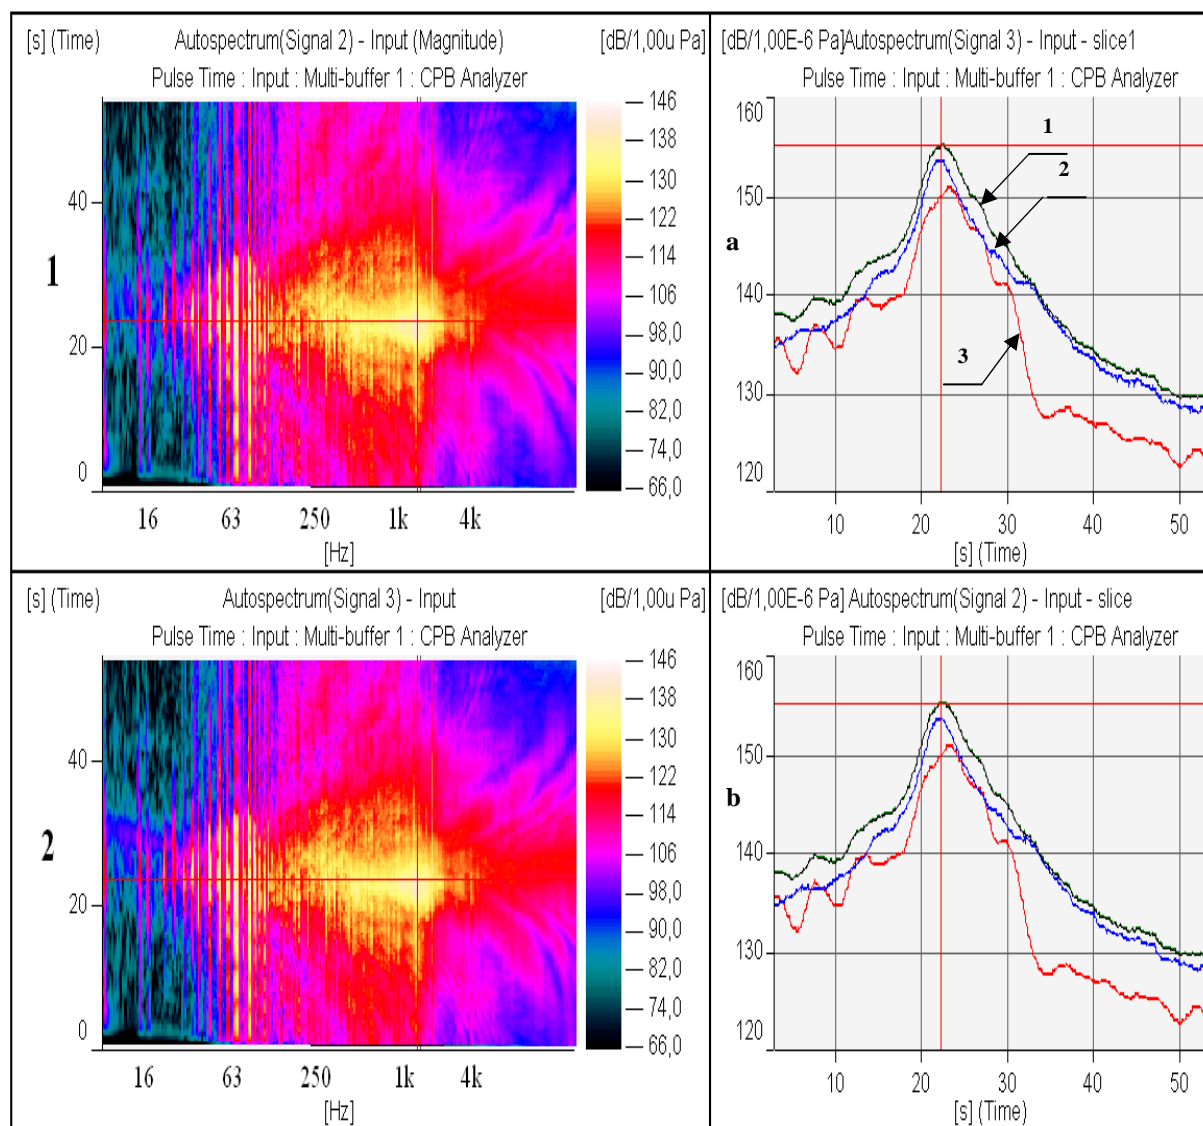 [s] (Time) Autospectrum(Signal 2) - Input (Magnitude) [dB/1,00u Pa]
Pulse Time : Input : Multi-buffer 1 : CPB Analyzer
146
138
130
122
114
106
98,0
90,0
82,0
74,0
66,0
40
20
0
1
16 63 250 1k 4k
[Hz]
[dB/1,00E-6 Pa] Autospectrum(Signal 3) - Input - slice1
Pulse Time : Input : Multi-buffer 1 : CPB Analyzer
160
150
140
130
120
a
1
2
3
10 20 30 40 50
[s] (Time)
[s] (Time) Autospectrum(Signal 3) - Input [dB/1,00u Pa]
Pulse Time : Input : Multi-buffer 1 : CPB Analyzer
146
138
130
122
114
106
98,0
90,0
82,0
74,0
66,0
40
20
0
2
16 63 250 1k 4k
[Hz]
[dB/1,00E-6 Pa] Autospectrum(Signal 2) - Input - slice
Pulse Time : Input : Multi-buffer 1 : CPB Analyzer
160
150
140
130
120
b
10 20 30 40 50
[s] (Time)